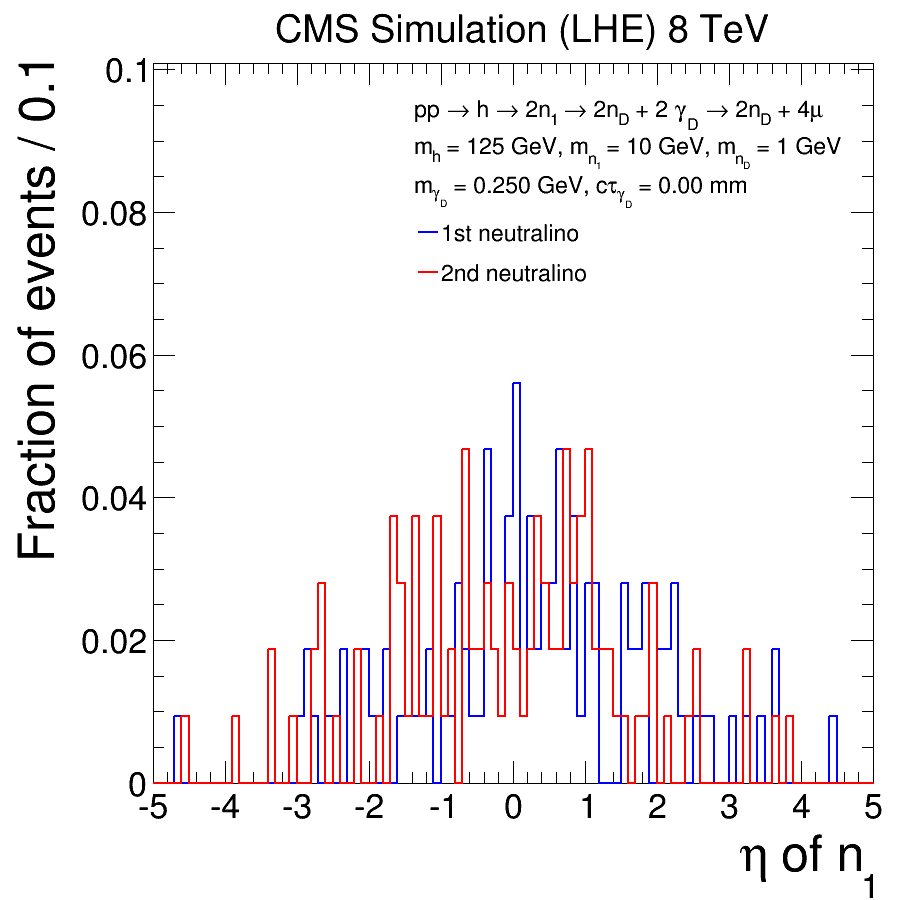 CMS Simulation (LHE) 8 TeV
Fraction of events / 0.1
0.1
0.08
0.06
0.04
0.02
0
pp → h → 2n1 → 2nD + 2 γD → 2nD + 4μ
mh = 125 GeV, mn1 = 10 GeV, mnD = 1 GeV
mγD = 0.250 GeV, cτγD = 0.00 mm
1st neutralino
2nd neutralino
-5 -4 -3 -2 -1 0 1 2 3 4 5
η of n1